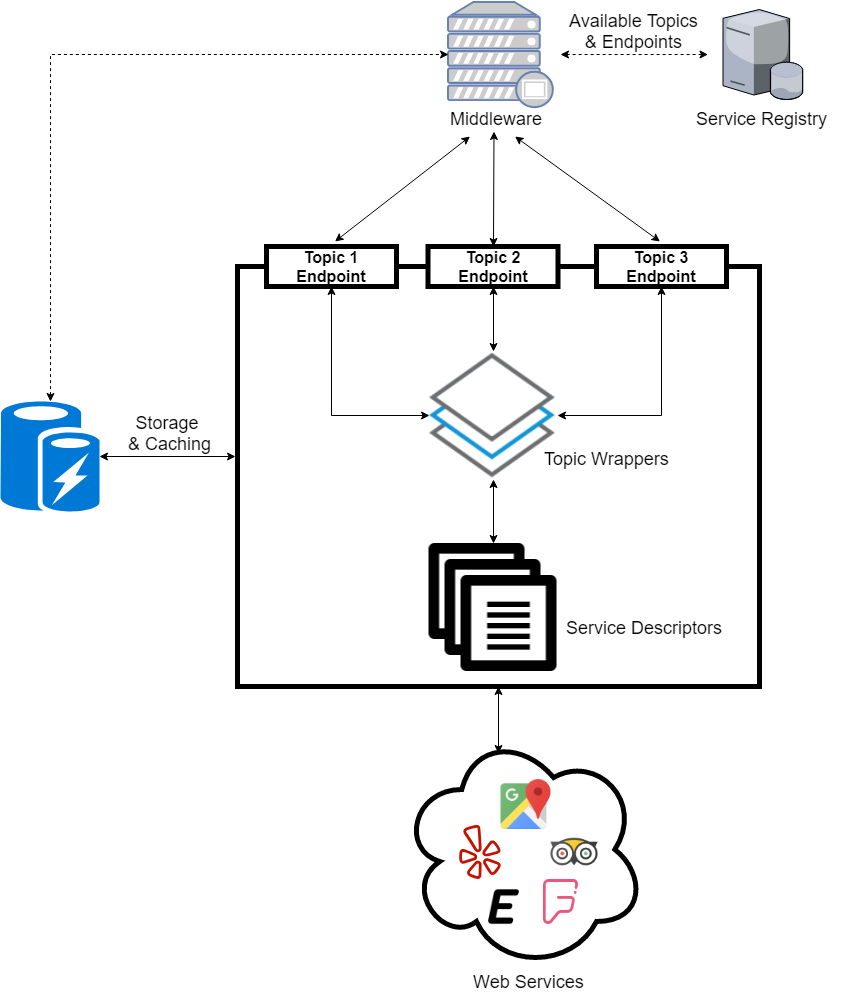 Available Topics
& Endpoints
Middleware
Service Registry
Topic 1
Endpoint
Topic 2
Endpoint
Topic 3
Endpoint
Storage
& Caching
Topic Wrappers
Service Descriptors
G
E
Web Services